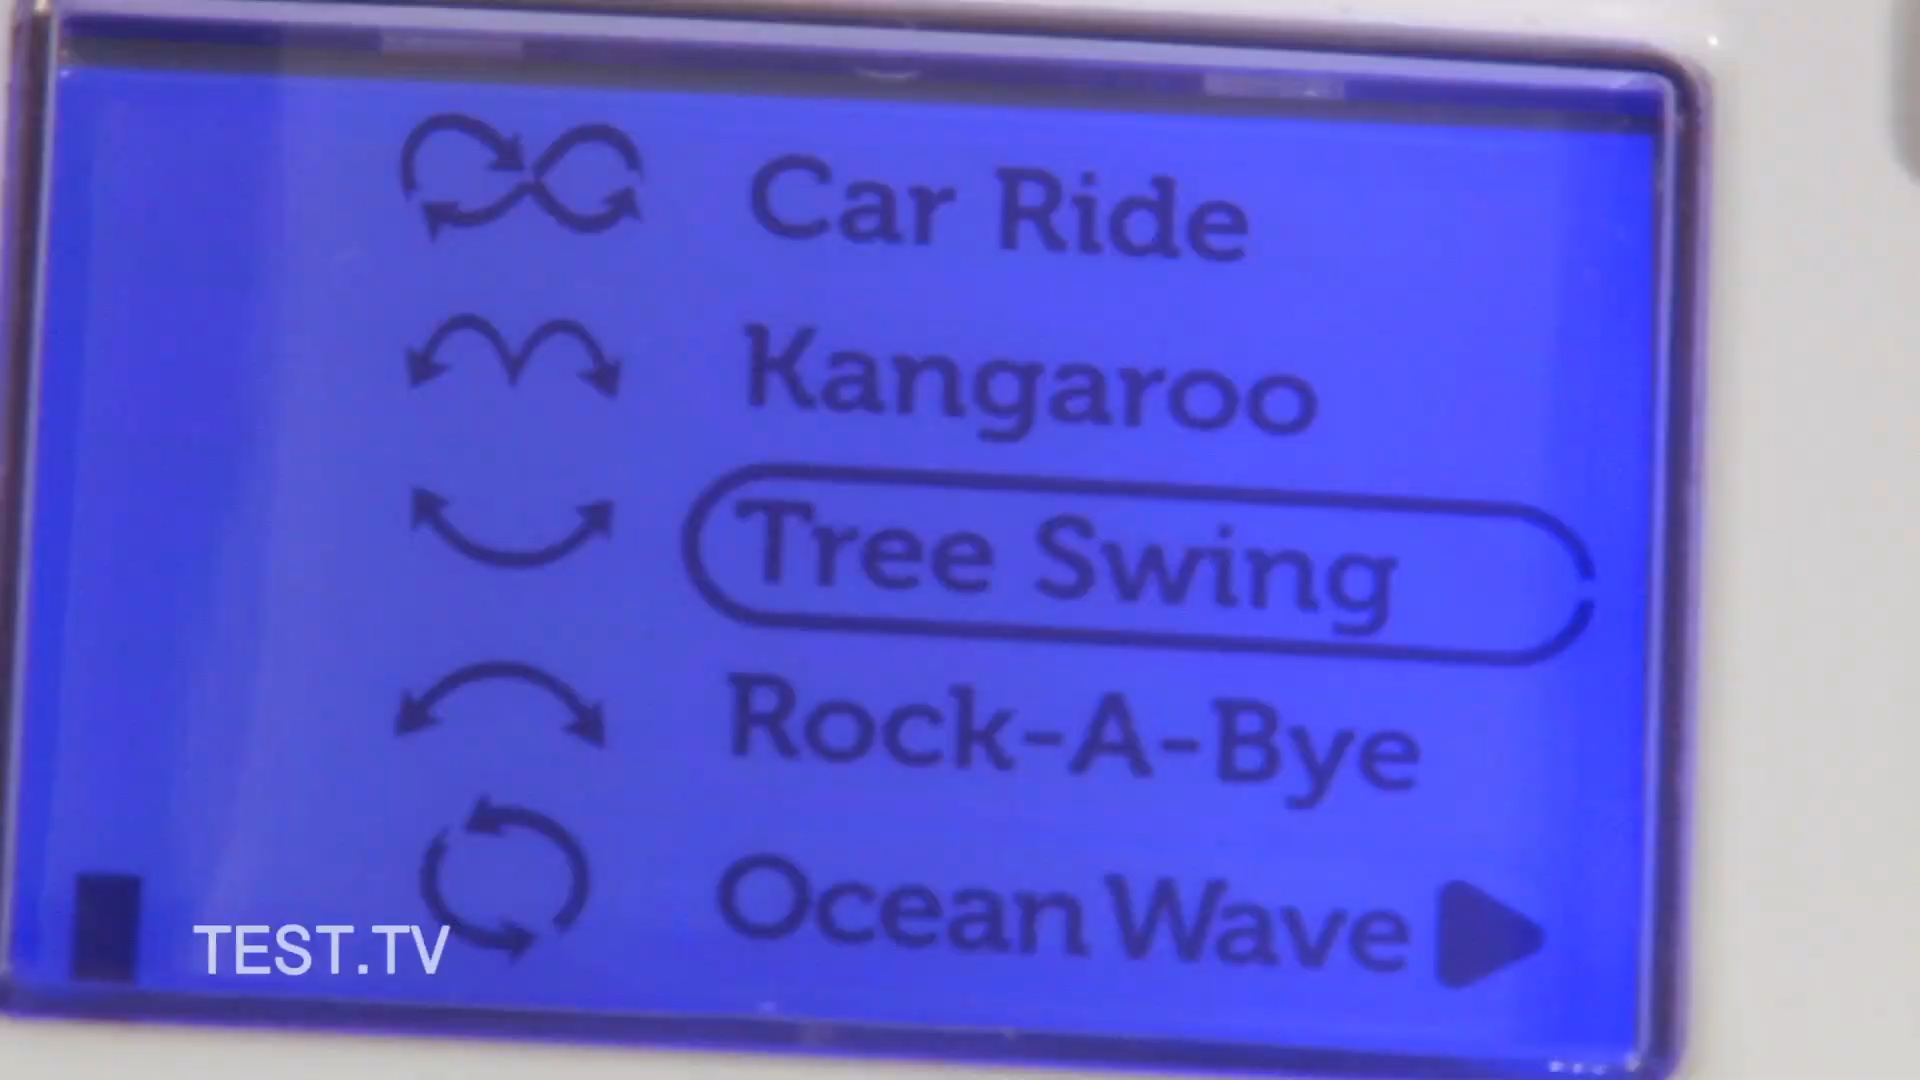 Car Ride
Kangaroo
Tree Swing
Rock-A-Bye
Ocean Wave
TEST.TV